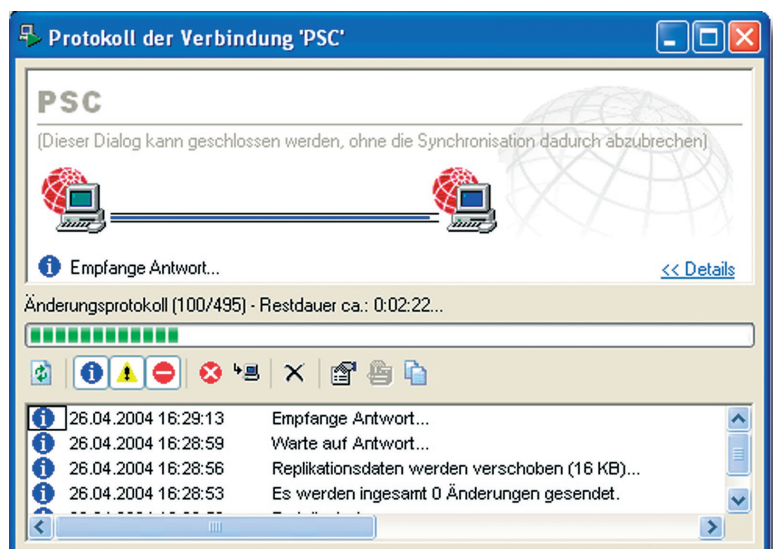 Protokoll der Verbindung 'PSC'
PSC
(Dieser Dialog kann geschlossen werden, ohne die Synchronisation dadurch abzubrechen)
Empfange Antwort...
<< Details
Änderungsprotokoll (100/495) - Restdauer ca.: 0:02:22...
26.04.2004 16:29:13 Empfange Antwort...
26.04.2004 16:28:59 Warte auf Antwort...
26.04.2004 16:28:56 Replikationsdaten werden verschoben (16 KB)...
26.04.2004 16:28:53 Es werden ingesamt 0 Änderungen gesendet.